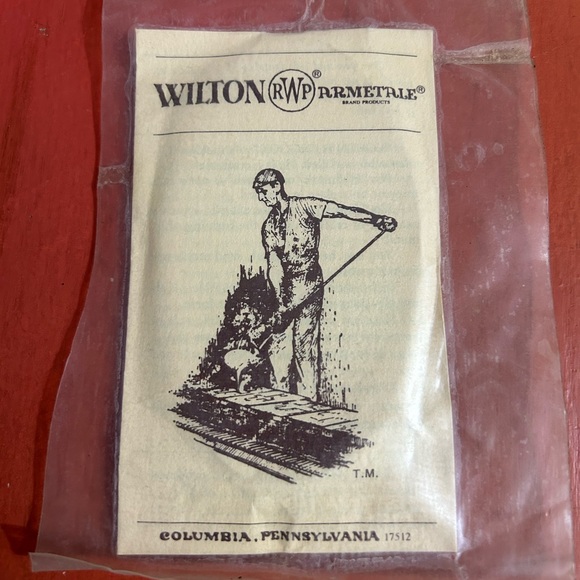 WILTON RWP® ARMETALE®
BRAND PRODUCTS
T.M.
COLUMBIA, PENNSYLVANIA 17512